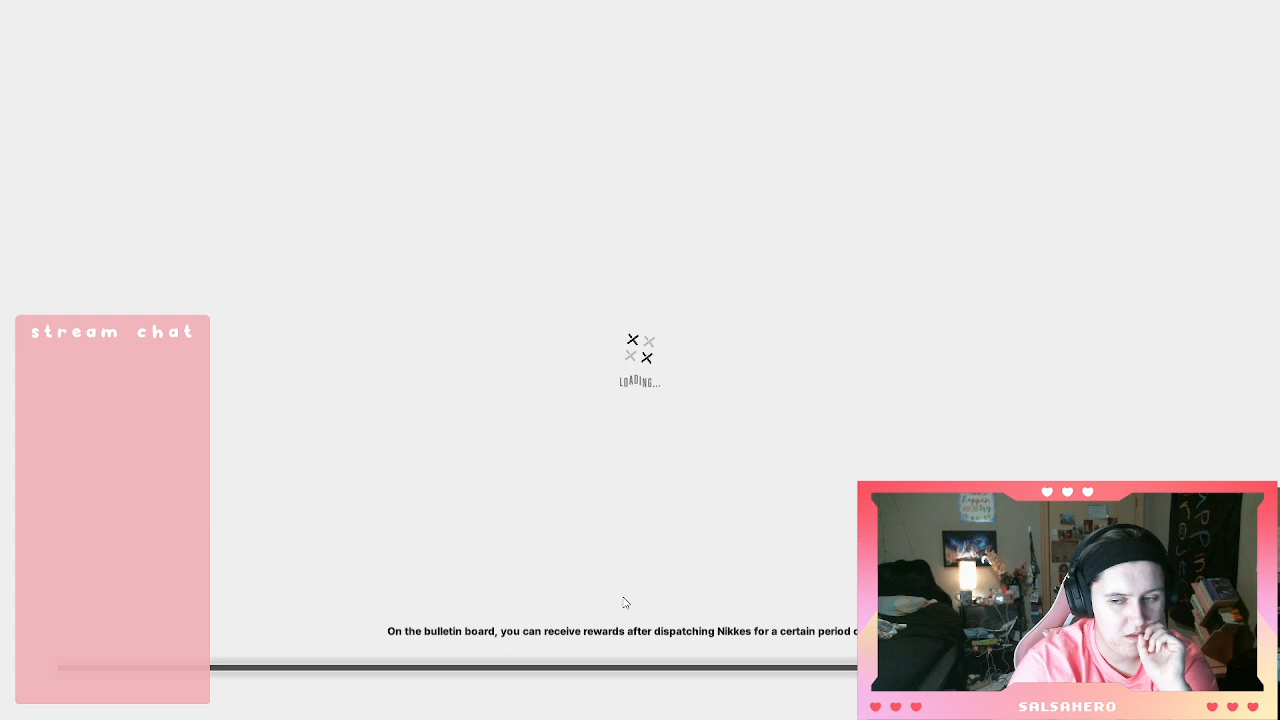 stream chat
LOADING...
On the bulletin board, you can receive rewards after dispatching Nikkes for a certain period
SALSAHERO